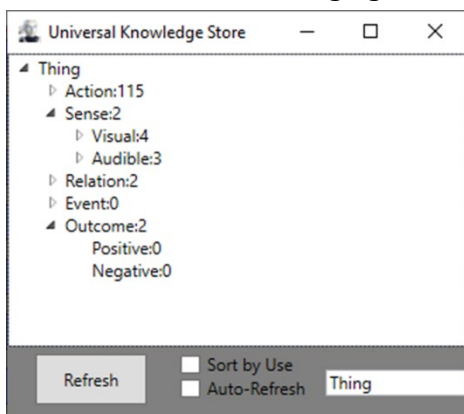 Universal Knowledge Store
Thing
Action:115
Sense:2
Visual:4
Audible:3
Relation:2
Event:0
Outcome:2
Positive:0
Negative:0
Refresh
Sort by Use
Auto-Refresh
Thing